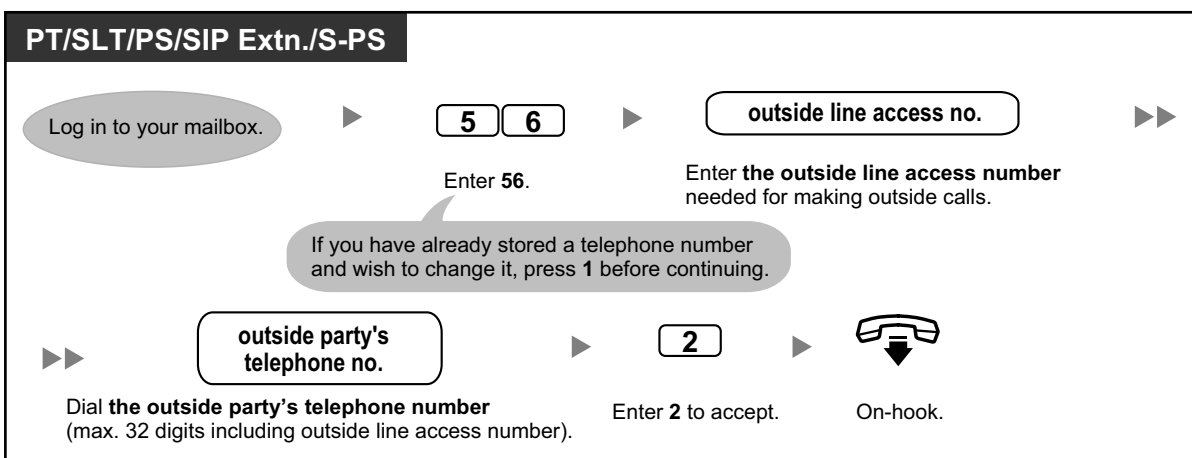 PT/SLT/PS/SIP Extn./S-PS
Log in to your mailbox.
5 6
outside line access no.
Enter 56.
Enter the outside line access number
needed for making outside calls.
If you have already stored a telephone number
and wish to change it, press 1 before continuing.
outside party's
telephone no.
2
Dial the outside party’s telephone number
(max. 32 digits including outside line access number).
Enter 2 to accept.
On-hook.